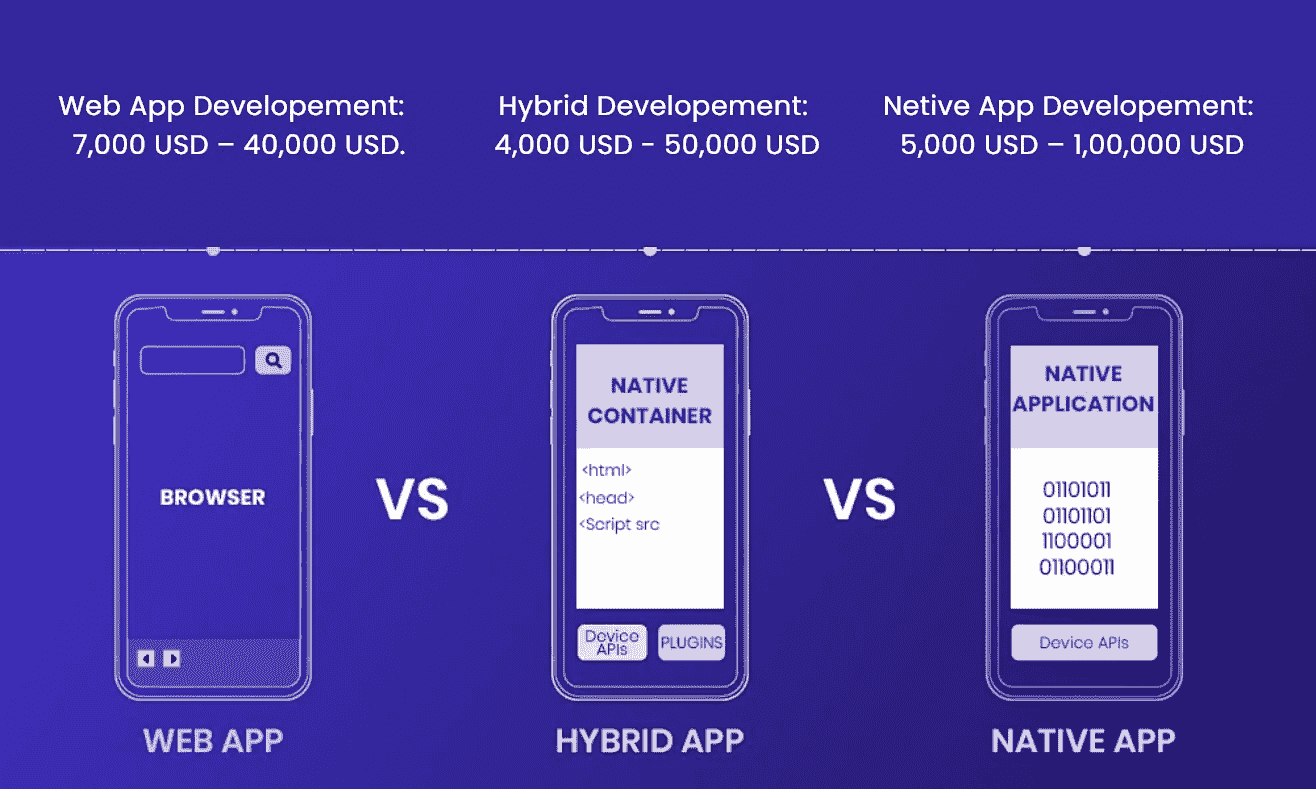 Web App Developement:
7,000 USD – 40,000 USD.
Hybrid Developement:
4,000 USD - 50,000 USD
Netive App Developement:
5,000 USD – 1,00,000 USD
BROWSER
WEB APP
VS
NATIVE
CONTAINER
<html>
<head>
<Script src
Device
APIs
PLUGINS
HYBRID APP
VS
NATIVE
APPLICATION
01101011
01101101
1100001
01100011
Device APIs
NATIVE APP